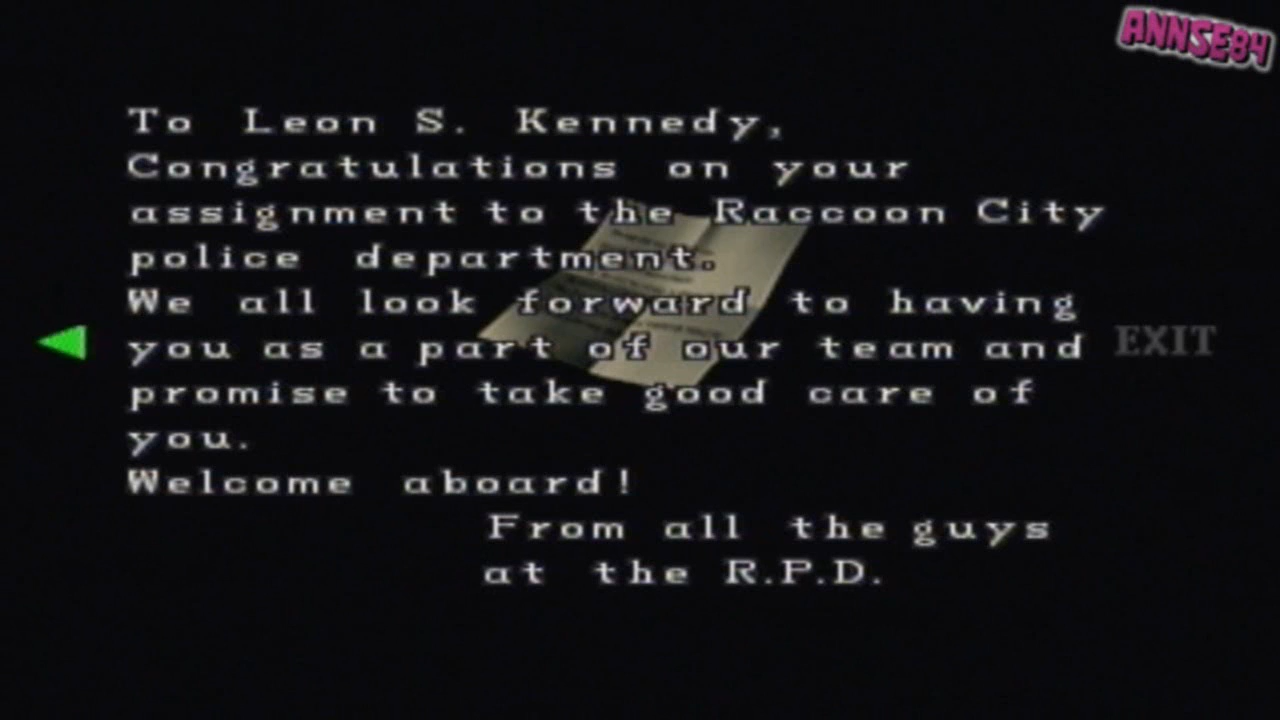 ANNSE84
To Leon S. Kennedy,
Congratulations on your
assignment to the Raccoon City
police department.
We all look forward to having
you as a part of our team and
EXIT
promise to take good care of
you.
Welcome aboard!
From all the guys
at the R.P.D.